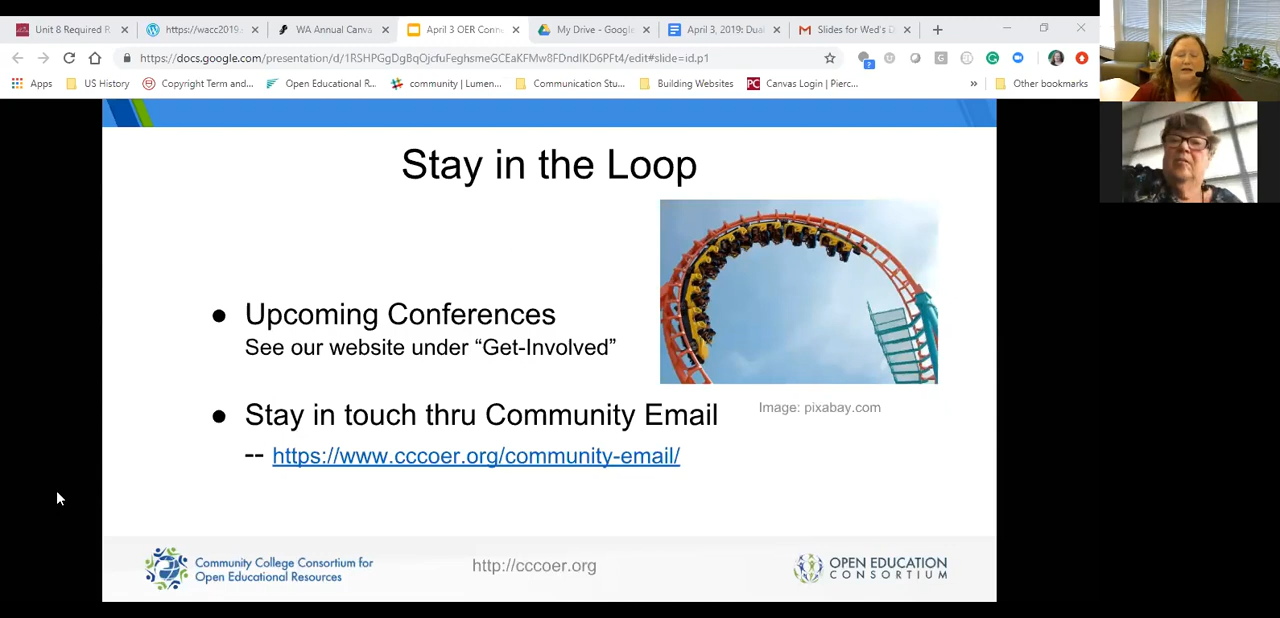 Unit 8 Required R
https://wacc2019.
WA Annual Canva
April 3 OER Conne
My Drive - Google
April 3, 2019: Dual
Slides for Wed's D
https://docs.google.com/presentation/d/
/edit#slide=id.p1
Apps
US History
Copyright Term and...
Open Educational R...
community | Lumen...
Communication Stu...
Building Websites
PC
Canvas Login | Pierc...
»
Other bookmarks
Stay in the Loop
● Upcoming Conferences
See our website under “Get-Involved”
● Stay in touch thru Community Email
-- https://www.cccoer.org/community-email/
Image: pixabay.com
Community College Consortium for
Open Educational Resources
http://cccoer.org
OPEN EDUCATION
CONSORTIUM